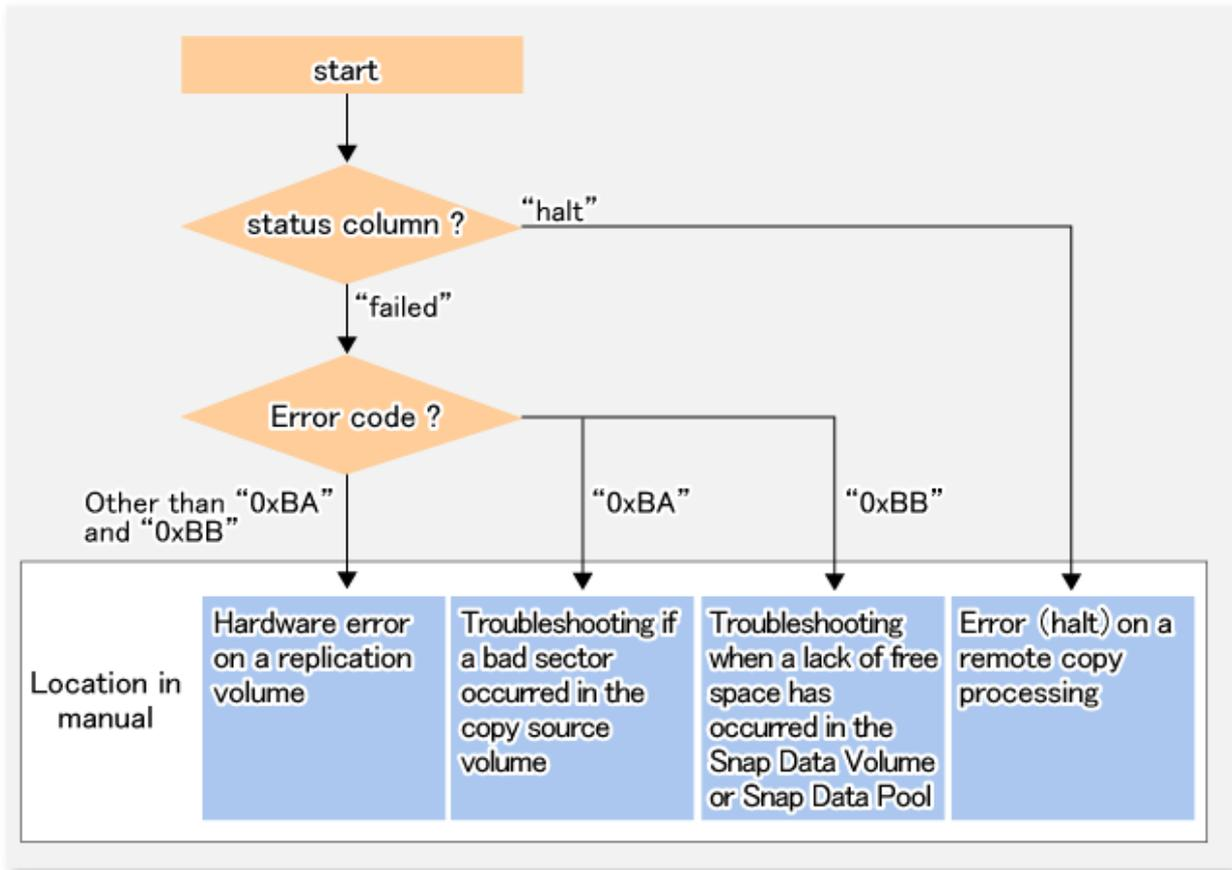 start
status column ?
“halt”
“failed”
Error code ?
Other than “0xBA”
and “0xBB”
“0xBA”
“0xBB”
Location in
manual
Hardware error
on a replication
volume
Troubleshooting if
a bad sector
occurred in the
copy source
volume
Troubleshooting
when a lack of free
space has
occurred in the
Snap Data Volume
or Snap Data Pool
Error (halt) on a
remote copy
processing